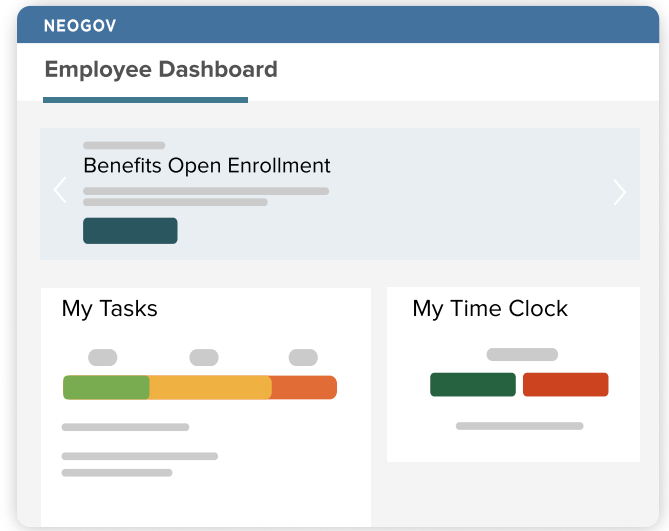 NEOGOV
Employee Dashboard
Benefits Open Enrollment
My Tasks
My Time Clock